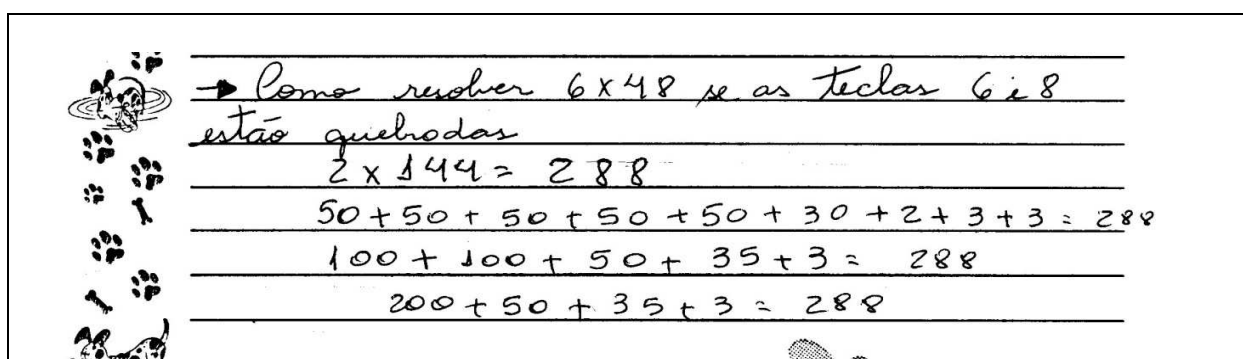 → Como resolver 6 x 48 se as teclas 6 e 8
estão quebrodas
2 x 144 = 288
50 + 50 + 50 + 50 + 50 + 30 + 2 + 3 + 3 = 288
100 + 100 + 50 + 35 + 3 = 288
200 + 50 + 35 + 3 = 288